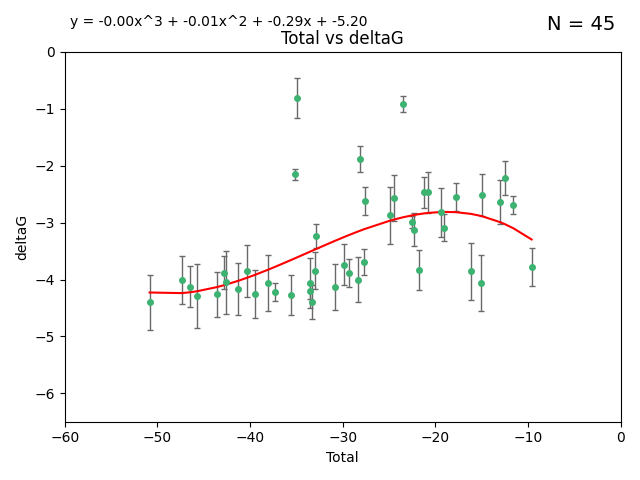 y = -0.00x^3 + -0.01x^2 + -0.29x + -5.20
N = 45
Total vs deltaG
0
−1
−2
−3
−4
−5
−6
deltaG
−60 −50 −40 −30 −20 −10 0
Total